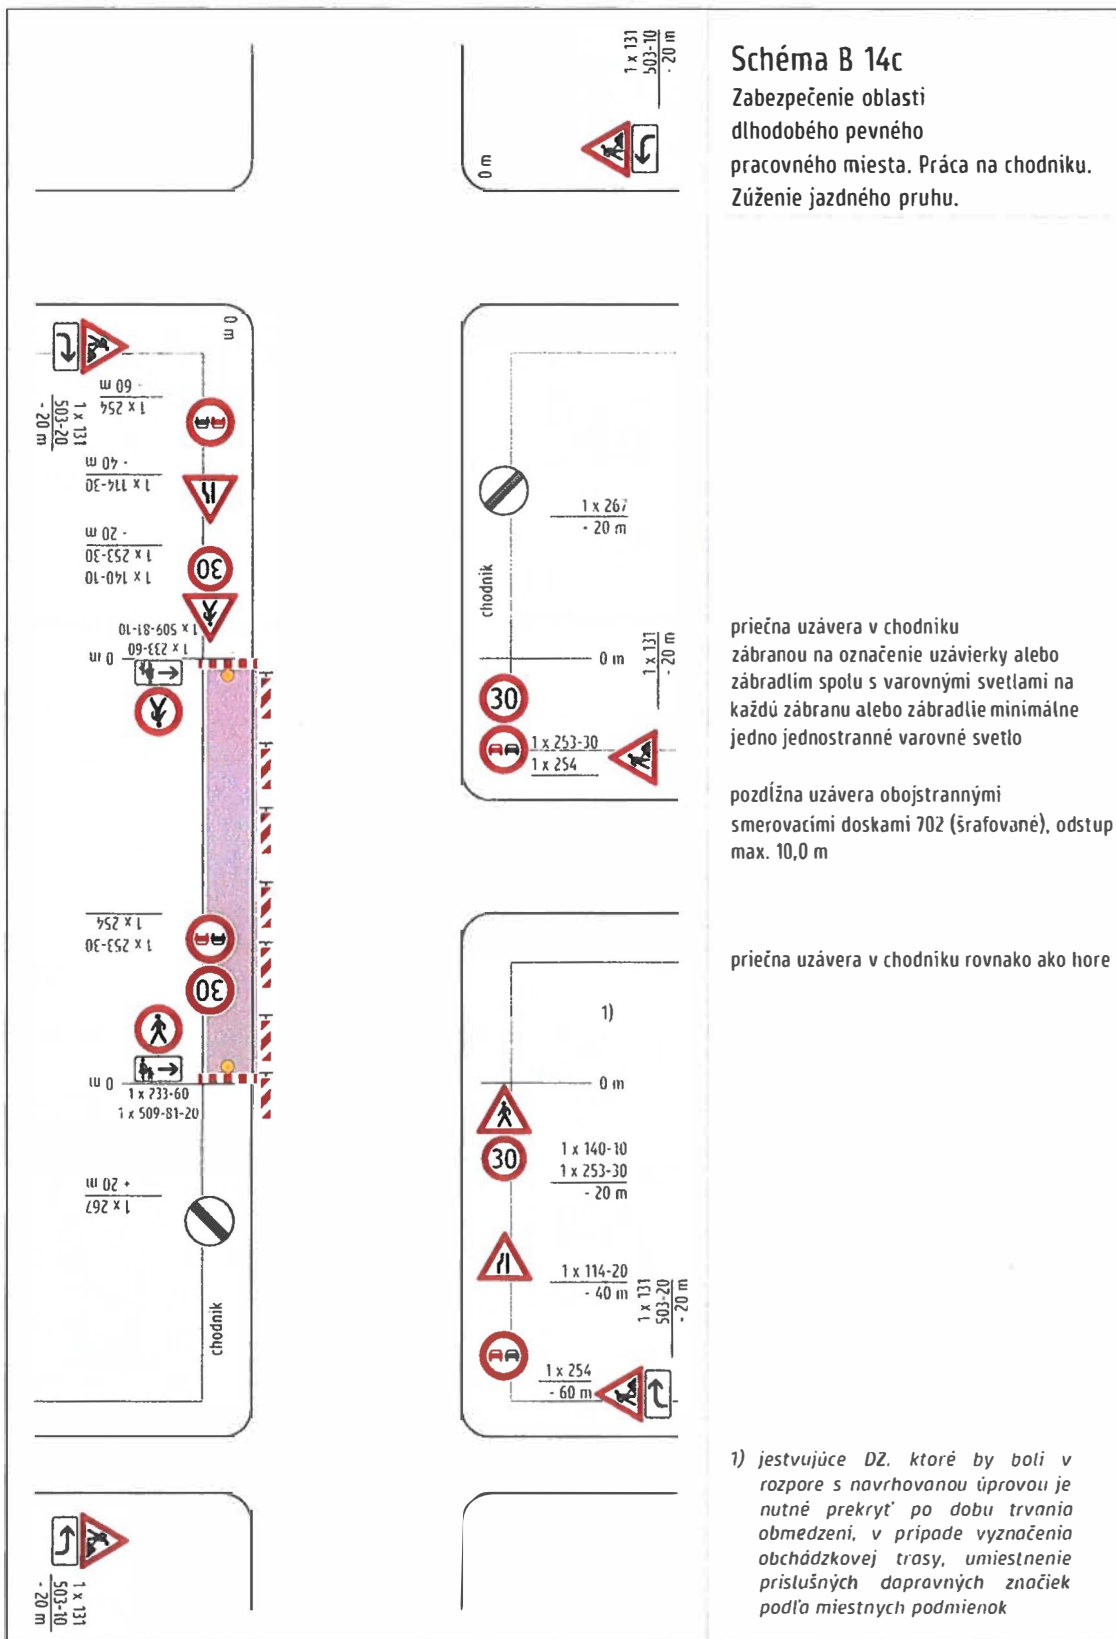 Schéma B 14c
Zabezpečenie oblasti
dlhodobého pevného
pracovného miesta. Práca na chodniku.
Zúženie jazdného pruhu.
1 x 131
503-10
- 20 m
0 m
0 m
1 x 131
503-20
- 20 m
1 x 254
- 60 m
1 x 114-30
- 40 m
1 x 140-10
1 x 253-30
- 20 m
30
1 x 233-60
1 x 509-81-10
0 m
1 x 267
- 20 m
chodník
0 m
1 x 131
- 20 m
30
1 x 253-30
1 x 254
priečna uzávera v chodníku
zábranou na označenie uzávierky alebo
zábradlím spolu s varovnými svetlami na
každú zábranu alebo zábradlie minimálne
jedno jednostranné varovné svetlo
pozdĺžna uzávera obojstrannými
smerovacími doskami 702 (šrafované), odstup
max. 10,0 m
1 x 253-30
1 x 254
30
priečna uzávera v chodníku rovnako ako hore
1)
0 m
1 x 233-60
1 x 509-81-20
0 m
30
1 x 140-10
1 x 253-30
- 20 m
1 x 267
+ 20 m
chodník
1 x 114-20
- 40 m
1 x 131
503-20
- 20 m
1 x 254
- 60 m
1 x 131
503-10
- 20 m
1) jestvujúce DZ. ktoré by boli v
rozpore s navrhovanou úpravou je
nutné prekryť po dobu trvania
obmedzení, v prípade vyznačenia
obchádzkovej trasy, umiestnenie
príslušných dopravných značiek
podľa miestnych podmienok